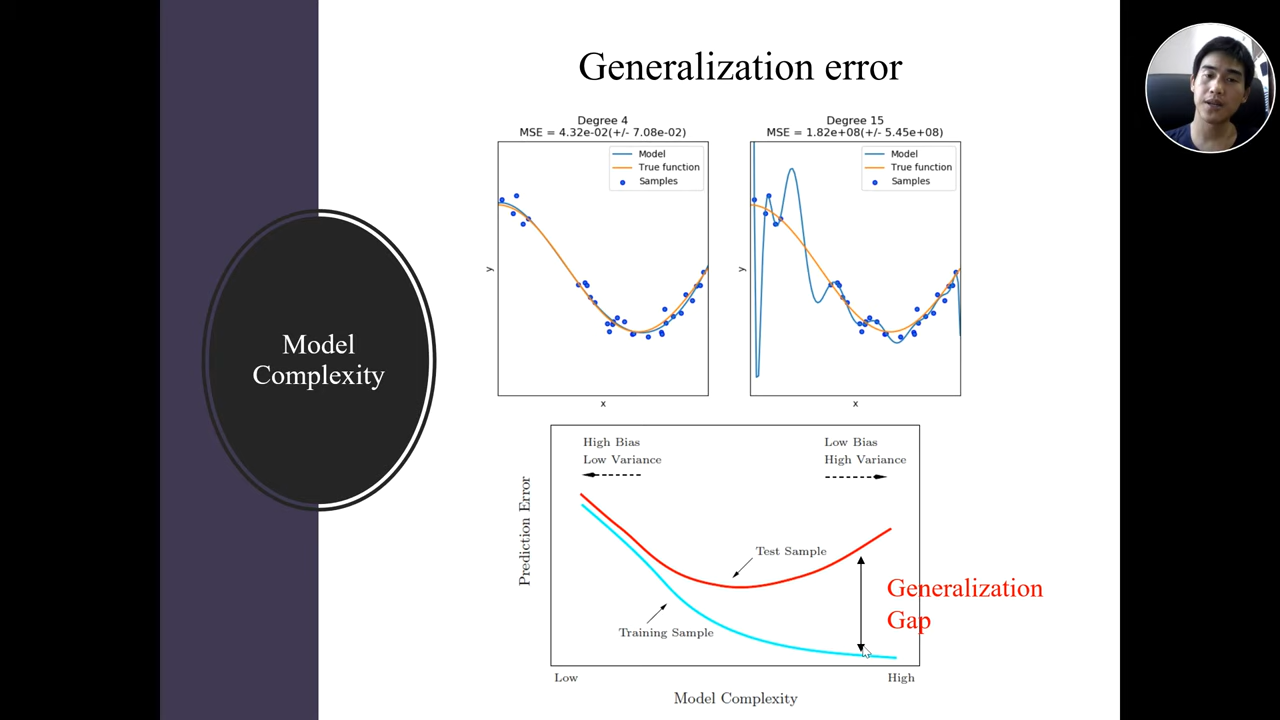 Generalization error
Model
Complexity
Degree 4
MSE = 4.32e-02(+/- 7.08e-02)
Model
True function
Samples
y
x
Degree 15
MSE = 1.82e+08(+/- 5.45e+08)
Model
True function
Samples
y
x
High Bias
Low Variance
Low Bias
High Variance
Prediction Error
Test Sample
Training Sample
Generalization
Gap
Low
High
Model Complexity